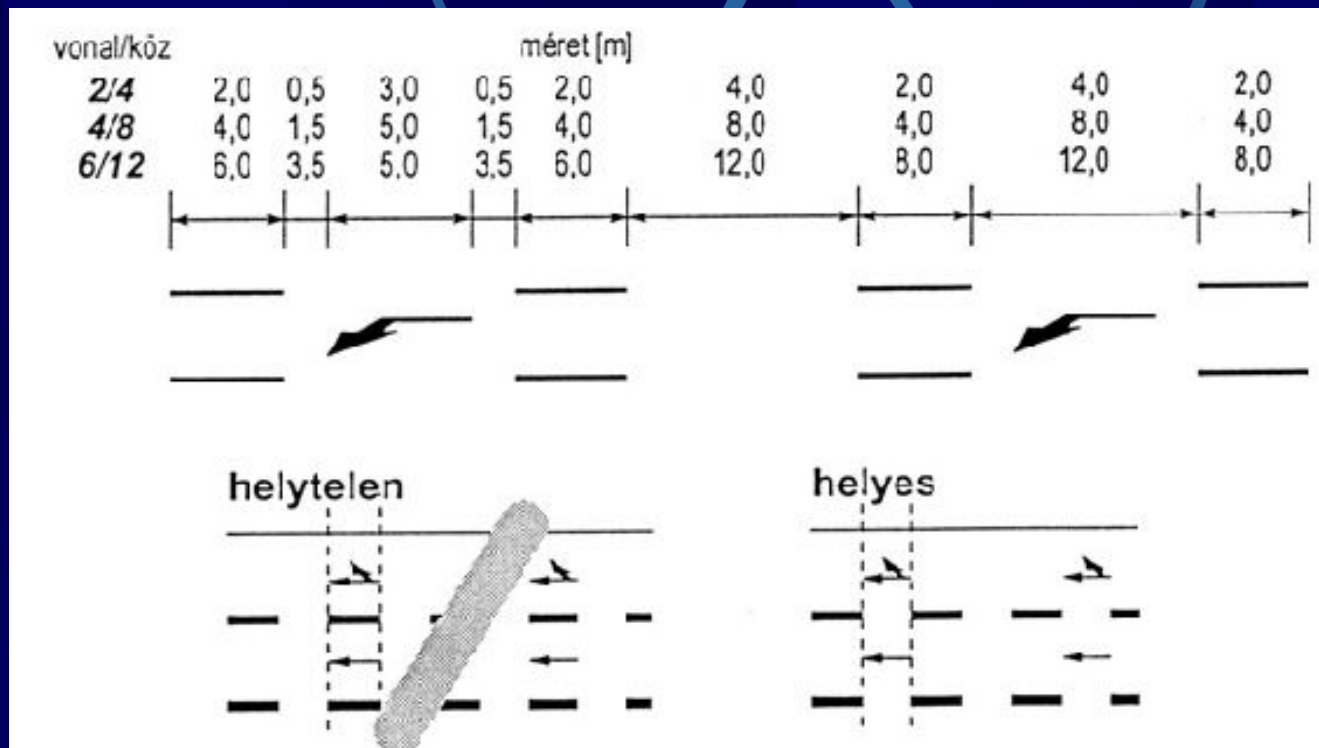 vonal/köz méret [m]
2/4 2,0 0,5 3,0 0,5 2,0 4,0 2,0 4,0 2,0
4/8 4,0 1,5 5,0 1,5 4,0 8,0 4,0 8,0 4,0
6/12 6,0 3,5 5,0 3,5 6,0 12,0 8,0 12,0 8,0
helytelen helyes